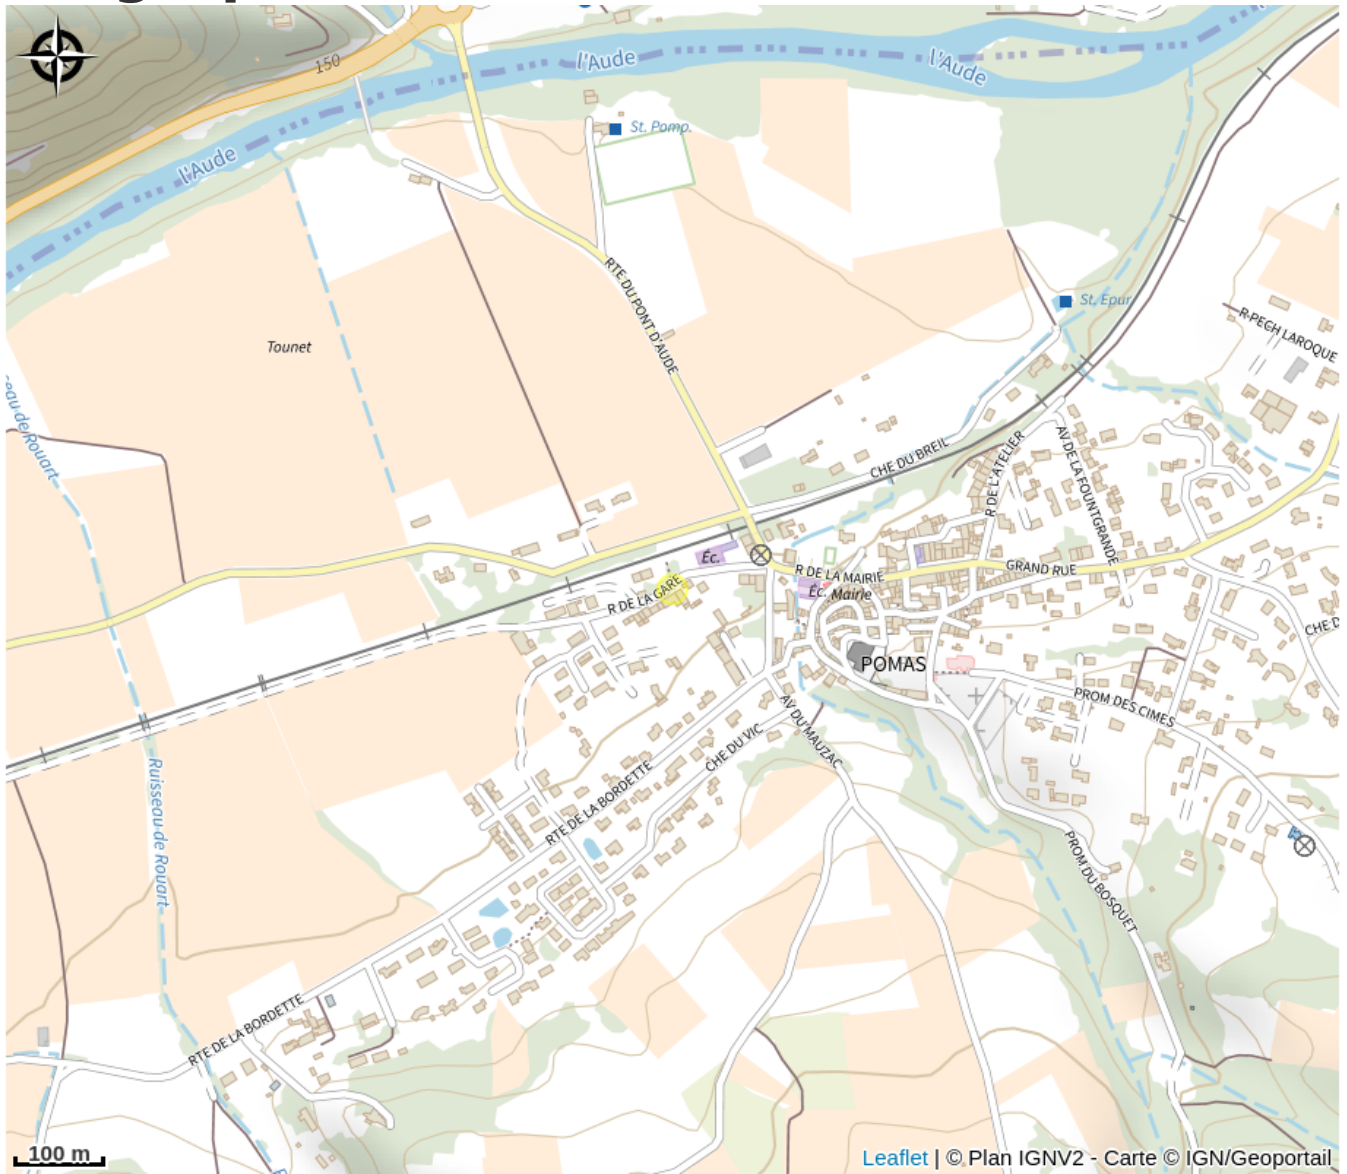 150
l'Aude
l'Aude
l'Aude
St. Pomp.
St. Epur
RTE DU PONT D'AUDE
Tounet
R PECH LAROQUE
eau de Rouart
CHE DU BREIL
R DE L'ATELIER
AV DE LA FOUNTGRANDE
Éc.
R DE LA MAIRIE
GRAND RUE
R DE LA GARE
Éc. Mairie
CHE D
POMAS
PROM DES CIMES
AV DU MAUZAC
CHE DU VIC
RTE DE LA BORDETTE
Ruisseau de Rouart
PROM DU BOSQUET
RTE DE LA BORDETTE
100 m
Leaflet | © Plan IGNV2 - Carte © IGN/Geoportail